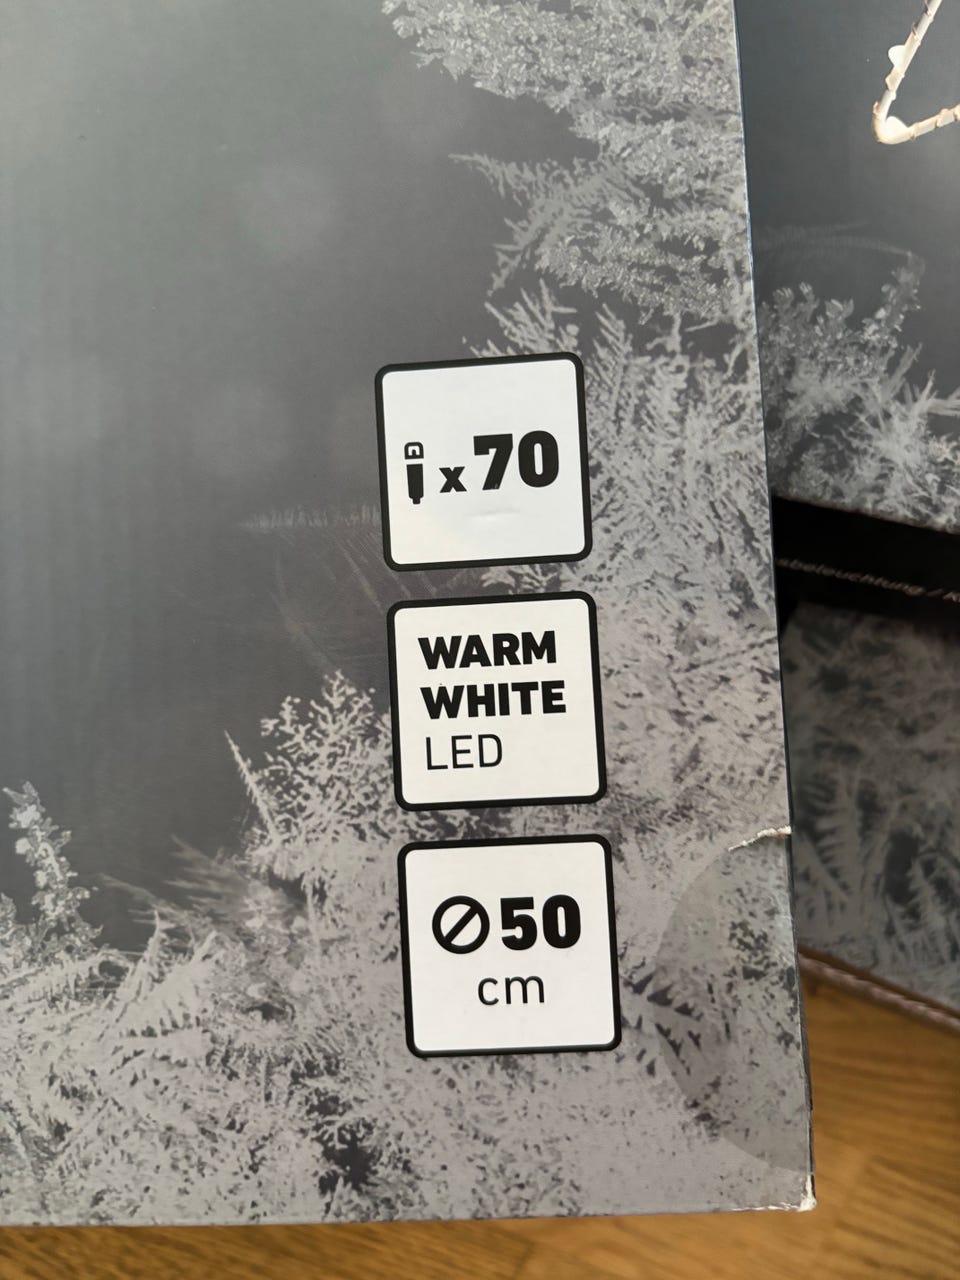 x 70
WARM
WHITE
LED
⌀ 50
cm